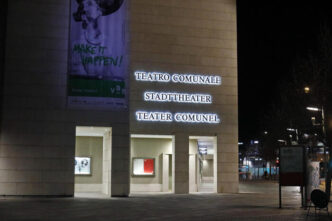 MAKE IT
HAPPEN!
TEATRO COMUNALE
STADTTHEATER
TEATER COMUNEL